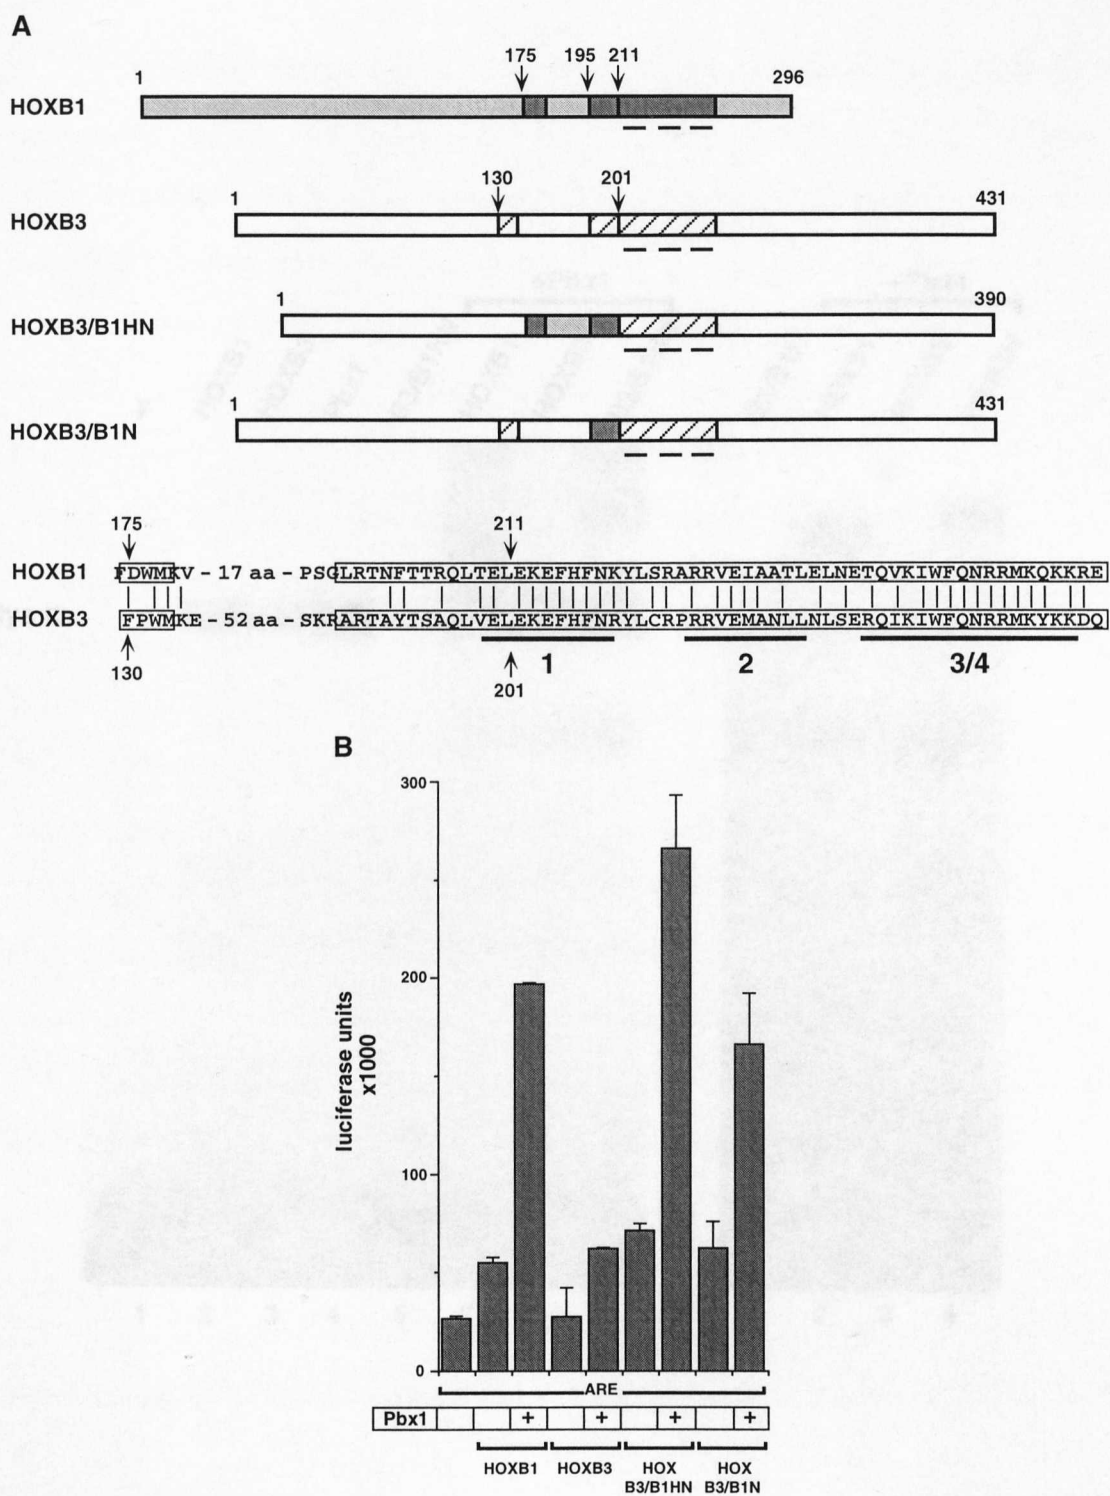 A
175 195 211
1 296
HOXB1
130 201
1 431
HOXB3
1 390
HOXB3/B1HN
1 431
HOXB3/B1N
175 211
HOXB1 FDWMKV - 17 aa - PSGLRTNFTTRQLTELEKEFHFNKYLSRARRVEIAATLELNETQVKIWFQNRRMKQKKRE
HOXB3 FPWMKE - 52 aa - SKRARTAYTSAQLVELEKEFHFNRYLCRPRRVEMANLLNLSERQIKIWFQNRRMKYKKDQ
1 2 3/4
130 201
B
300
200
100
0
luciferase units
x1000
ARE
Pbx1 + + + +
HOXB1 HOXB3 HOX HOX
B3/B1HN B3/B1N